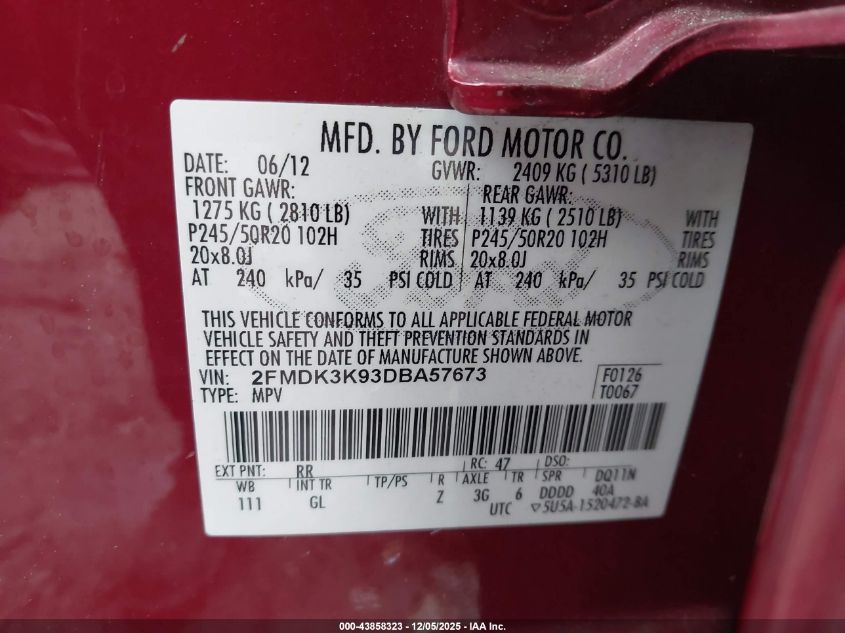 MFD. BY FORD MOTOR CO.
DATE: 06/12 GVWR: 2409 KG ( 5310 LB)
FRONT GAWR: REAR GAWR:
1275 KG ( 2810 LB) WITH 1139 KG ( 2510 LB) WITH
P245/50R20 102H TIRES P245/50R20 102H TIRES
20x8.0J RIMS 20x8.0J RIMS
AT 240 kPa/ 35 PSI COLD AT 240 kPa/ 35 PSI COLD
THIS VEHICLE CONFORMS TO ALL APPLICABLE FEDERAL MOTOR
VEHICLE SAFETY AND THEFT PREVENTION STANDARDS IN
EFFECT ON THE DATE OF MANUFACTURE SHOWN ABOVE.
VIN: 2FMDK3K93DBA57673 F0126
TYPE: MPV T0067
EXT PNT: RR RC: 47 DSO:
WB INT TR TP/PS R AXLE TR SPR DQ11N
111 GL Z 3G 6 DDDD 40A
UTC ▽5U5A-1520472-BA
000-43858323 - 12/05/2025 - IAA Inc.